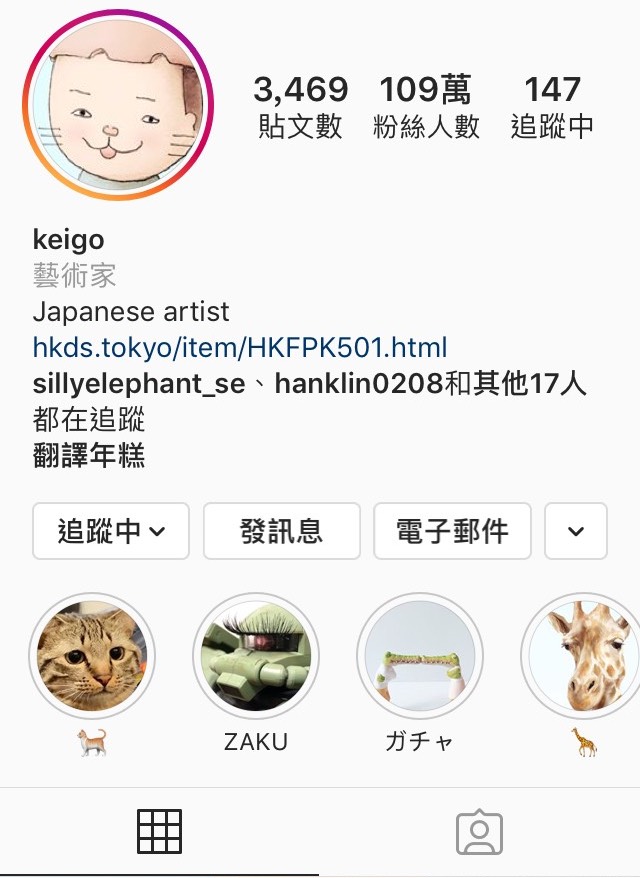 3,469 109萬 147
貼文數 粉絲人數 追蹤中
keigo
藝術家
Japanese artist
hkds.tokyo/item/HKFPK501.html
sillyelephant_se、hanklin0208和其他17人
都在追蹤
翻譯年糕
追蹤中 發訊息 電子郵件
ZAKU ガチャ